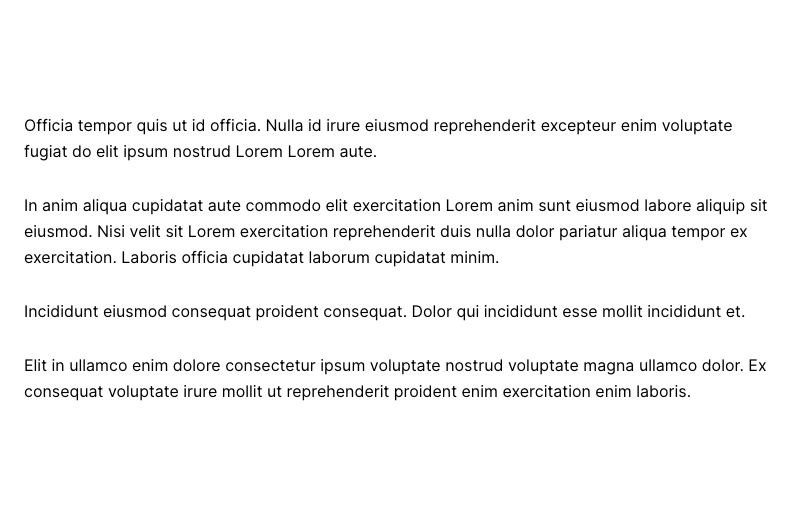 Officia tempor quis ut id officia. Nulla id irure eiusmod reprehenderit excepteur enim voluptate
fugiat do elit ipsum nostrud Lorem Lorem aute.
In anim aliqua cupidatat aute commodo elit exercitation Lorem anim sunt eiusmod labore aliquip sit
eiusmod. Nisi velit sit Lorem exercitation reprehenderit duis nulla dolor pariatur aliqua tempor ex
exercitation. Laboris officia cupidatat laborum cupidatat minim.
Incididunt eiusmod consequat proident consequat. Dolor qui incididunt esse mollit incididunt et.
Elit in ullamco enim dolore consectetur ipsum voluptate nostrud voluptate magna ullamco dolor. Ex
consequat voluptate irure mollit ut reprehenderit proident enim exercitation enim laboris.